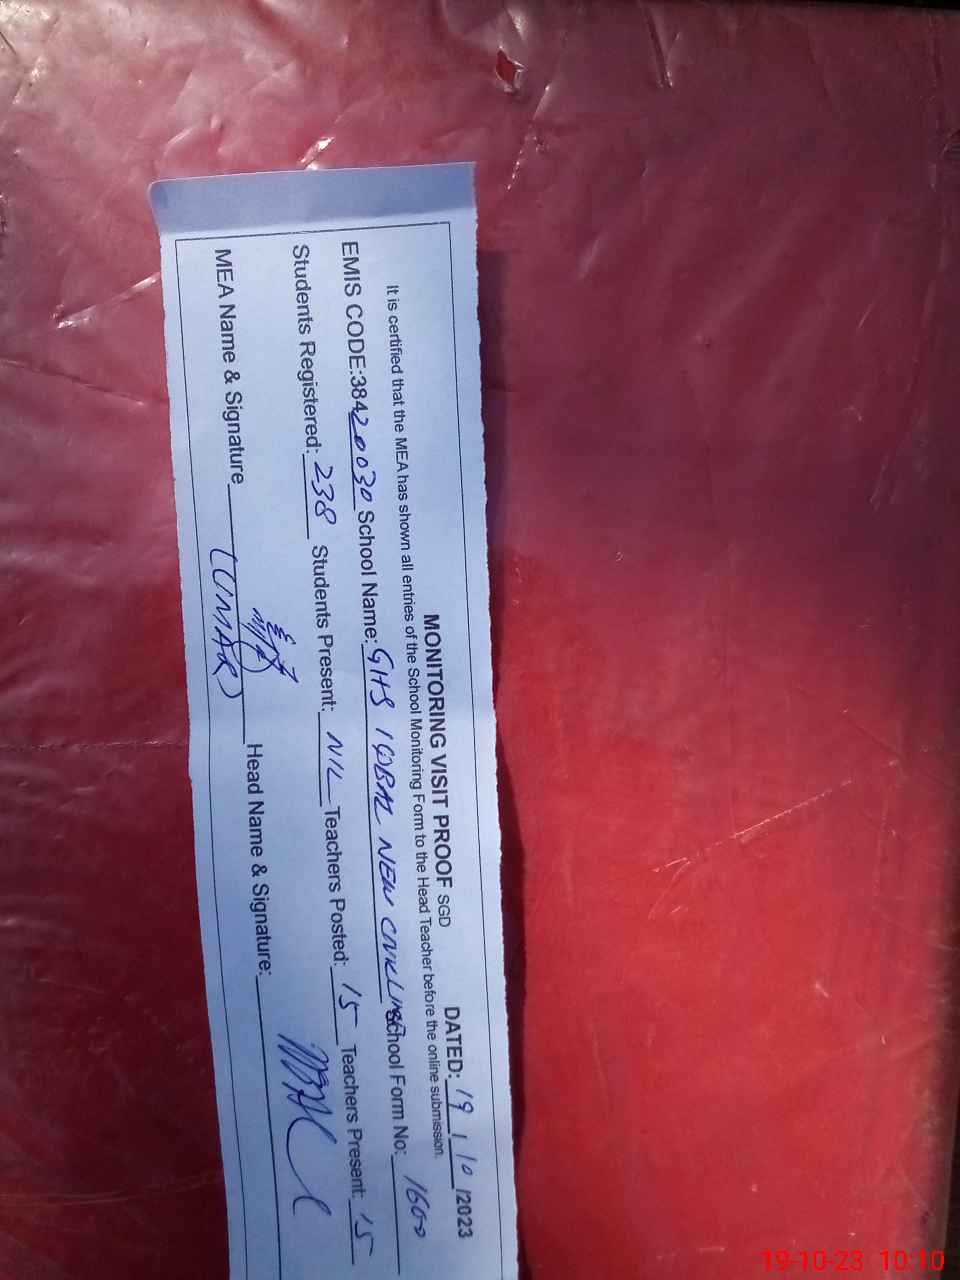 MONITORING VISIT PROOF SGD DATED: 19/10/2023
It is certified that the MEA has shown all entries of the School Monitoring Form to the Head Teacher before the online submission.
EMIS CODE:38420030 School Name: GHS IQBAL NEW CIVIL LINES School Form No: 1600
Students Registered: 238 Students Present: NIL Teachers Posted: 15 Teachers Present: 15
MEA Name & Signature (UMAR) Head Name & Signature:
19-10-23 10:10